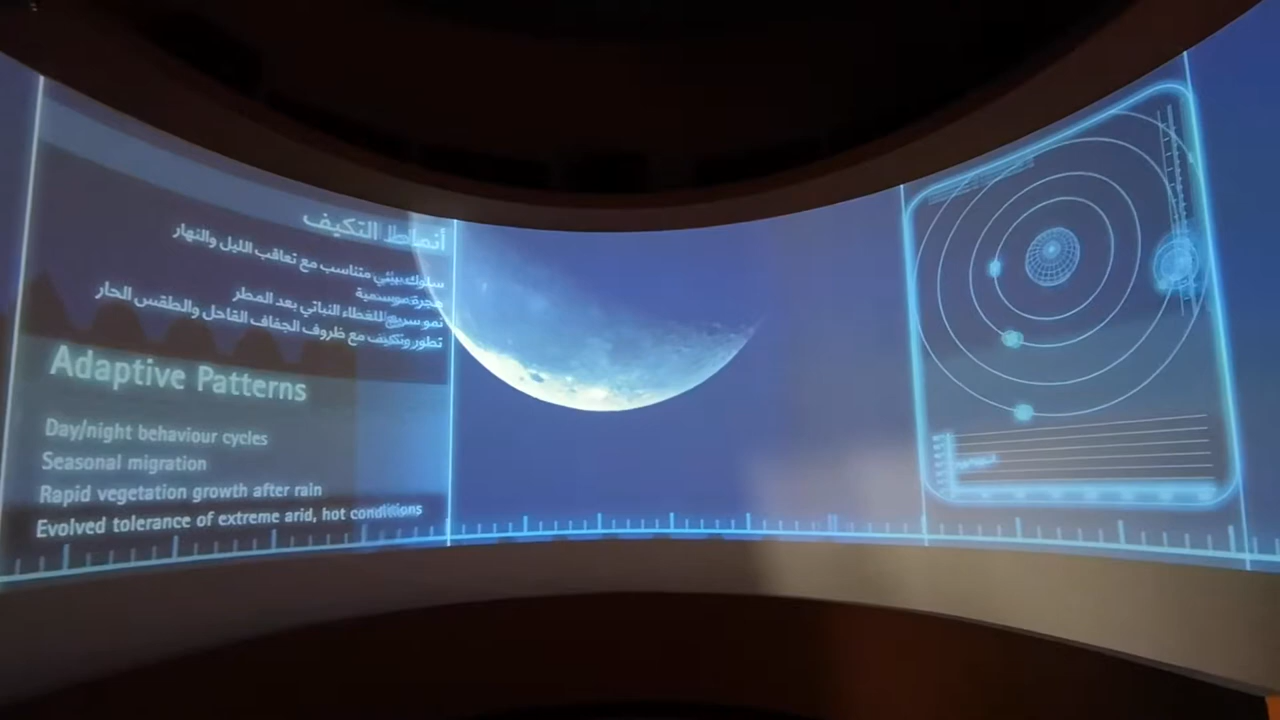 أنماط التكيف
سلوك بيئي متناسب مع تعاقب الليل والنهار
هجرة موسمية
نمو سريع للغطاء النباتي بعد المطر
تطور وتكيف مع ظروف الجفاف القاحل والطقس الحار
Adaptive Patterns
Day/night behaviour cycles
Seasonal migration
Rapid vegetation growth after rain
Evolved tolerance of extreme arid, hot conditions